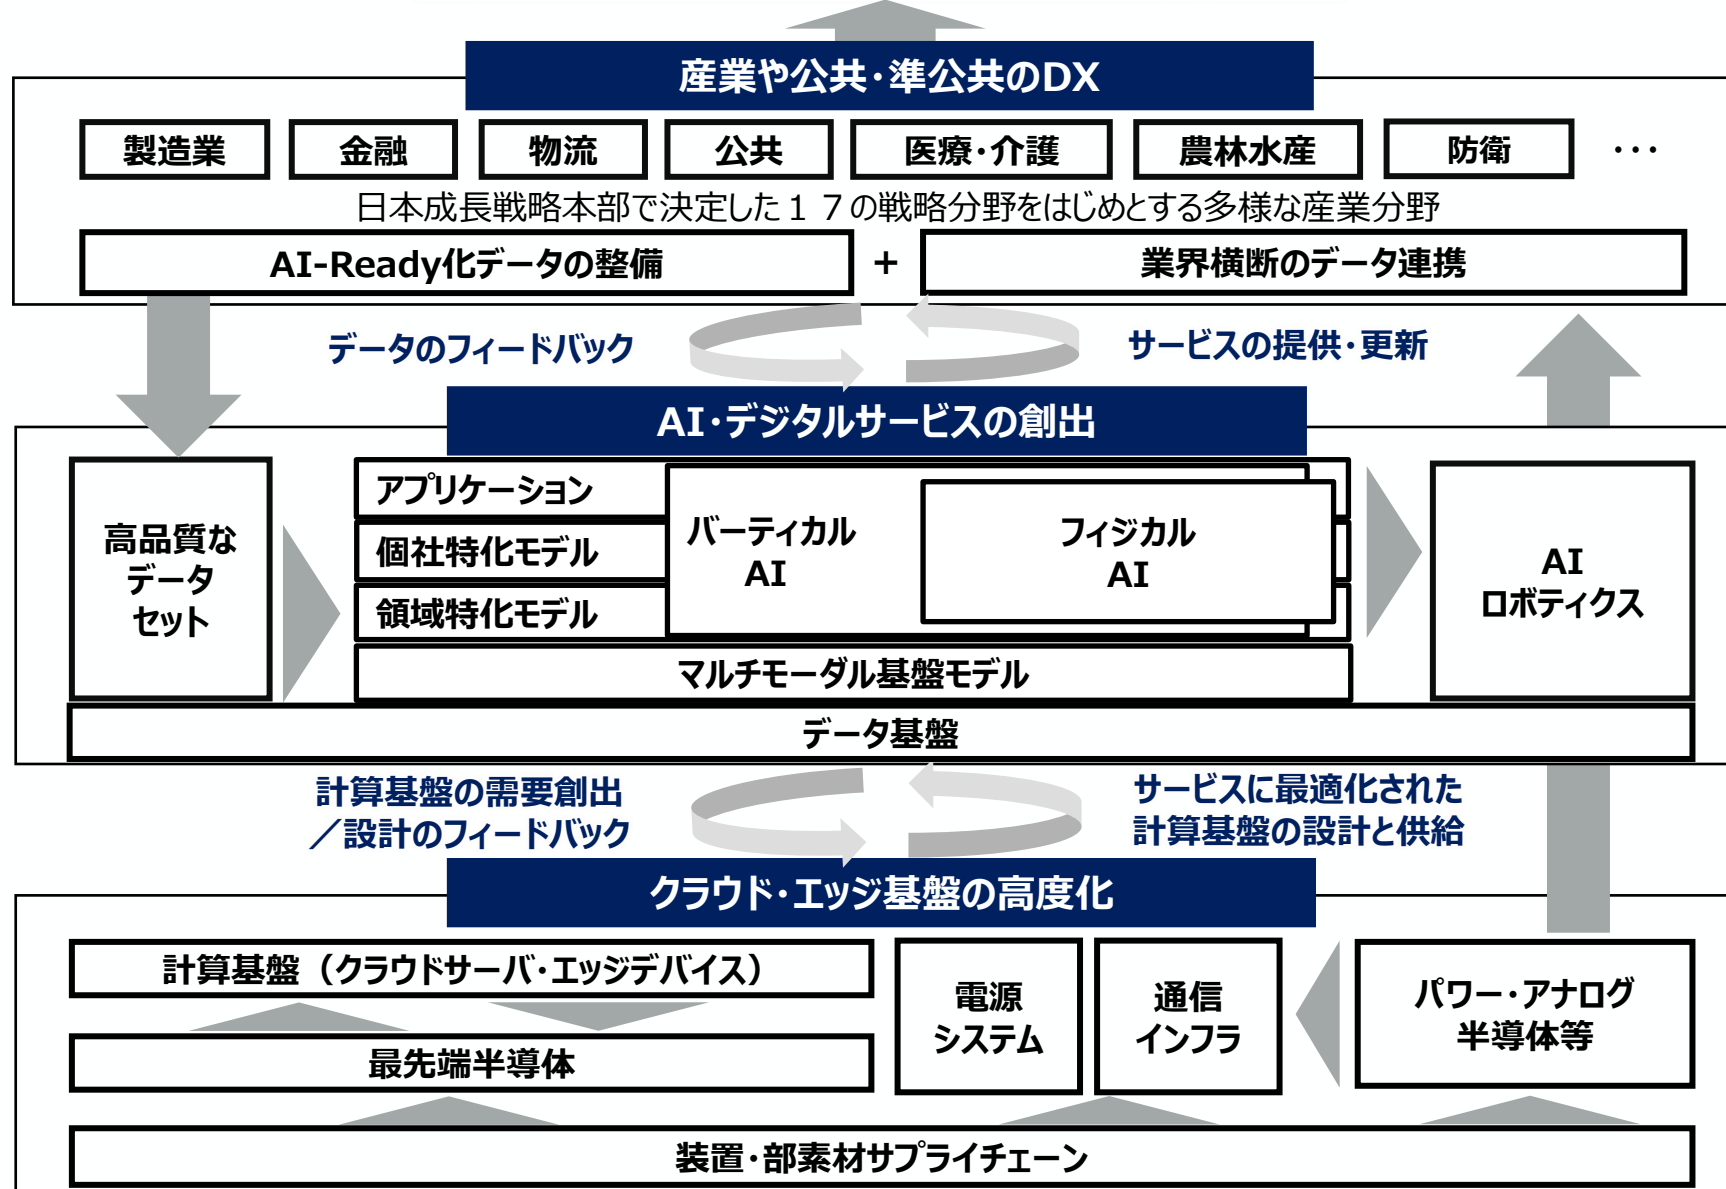 産業や公共・準公共のDX
製造業
金融
物流
公共
医療・介護
農林水産
防衛
・・・
日本成長戦略本部で決定した１７の戦略分野をはじめとする多様な産業分野
AI-Ready化データの整備
+
業界横断のデータ連携
データのフィードバック
サービスの提供・更新
AI・デジタルサービスの創出
高品質な
データ
セット
アプリケーション
個社特化モデル
領域特化モデル
バーティカル
AI
フィジカル
AI
マルチモーダル基盤モデル
AI
ロボティクス
データ基盤
計算基盤の需要創出
／設計のフィードバック
サービスに最適化された
計算基盤の設計と供給
クラウド・エッジ基盤の高度化
計算基盤（クラウドサーバ・エッジデバイス）
最先端半導体
電源
システム
通信
インフラ
パワー・アナログ
半導体等
装置・部素材サプライチェーン